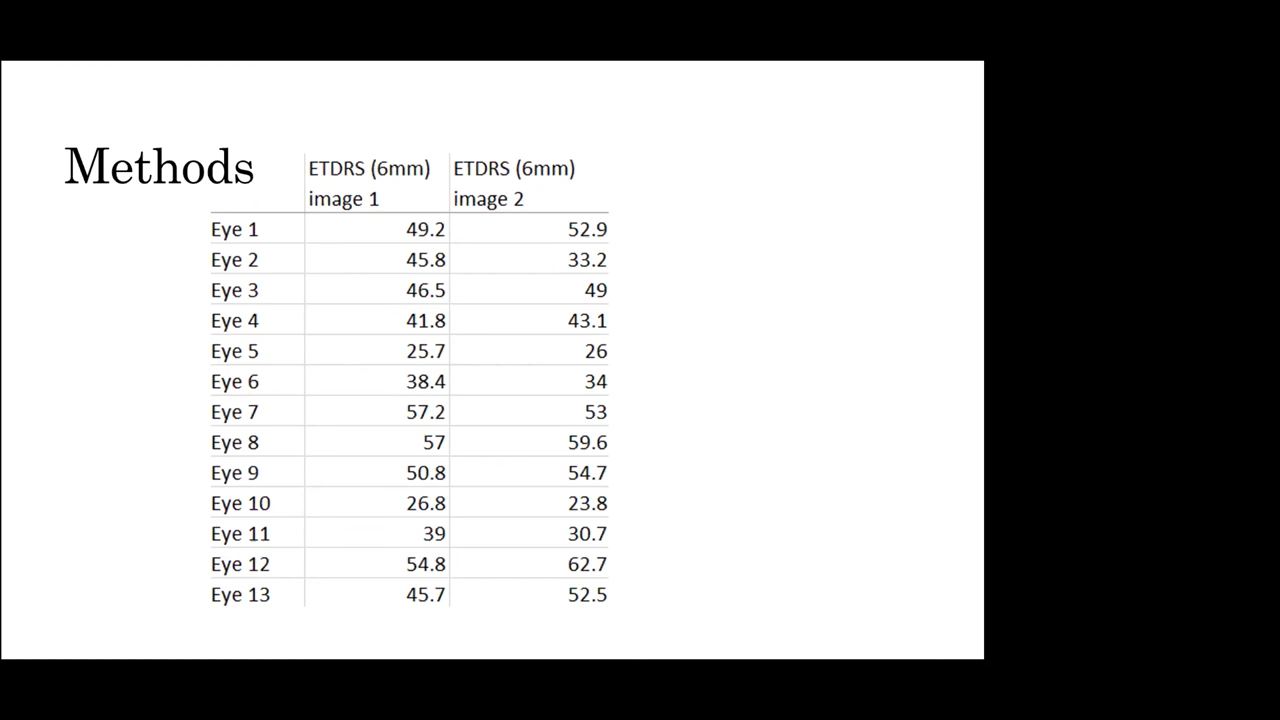 Methods
ETDRS (6mm) ETDRS (6mm)
image 1 image 2
Eye 1 49.2 52.9
Eye 2 45.8 33.2
Eye 3 46.5 49
Eye 4 41.8 43.1
Eye 5 25.7 26
Eye 6 38.4 34
Eye 7 57.2 53
Eye 8 57 59.6
Eye 9 50.8 54.7
Eye 10 26.8 23.8
Eye 11 39 30.7
Eye 12 54.8 62.7
Eye 13 45.7 52.5